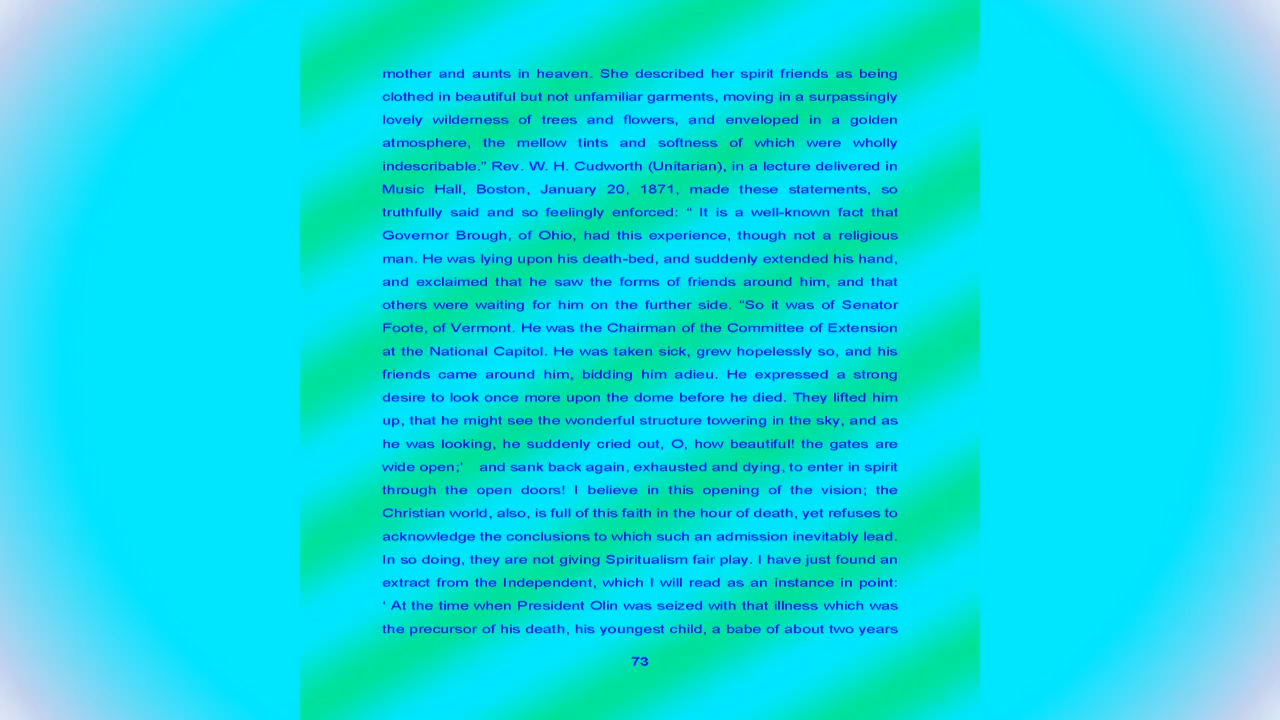 mother and aunts in heaven. She described her spirit friends as being
clothed in beautiful but not unfamiliar garments, moving in a surpassingly
lovely wilderness of trees and flowers, and enveloped in a golden
atmosphere, the mellow tints and softness of which were wholly
indescribable." Rev. W. H. Cudworth (Unitarian), in a lecture delivered in
Music Hall, Boston, January 20, 1871, made these statements, so
truthfully said and so feelingly enforced: " It is a well-known fact that
Governor Brough, of Ohio, had this experience, though not a religious
man. He was lying upon his death-bed, and suddenly extended his hand,
and exclaimed that he saw the forms of friends around him, and that
others were waiting for him on the further side. "So it was of Senator
Foote, of Vermont. He was the Chairman of the Committee of Extension
at the National Capitol. He was taken sick, grew hopelessly so, and his
friends came around him, bidding him adieu. He expressed a strong
desire to look once more upon the dome before he died. They lifted him
up, that he might see the wonderful structure towering in the sky, and as
he was looking, he suddenly cried out, O, how beautiful! the gates are
wide open;' and sank back again, exhausted and dying, to enter in spirit
through the open doors! I believe in this opening of the vision; the
Christian world, also, is full of this faith in the hour of death, yet refuses to
acknowledge the conclusions to which such an admission inevitably lead.
In so doing, they are not giving Spiritualism fair play. I have just found an
extract from the Independent, which I will read as an instance in point:
' At the time when President Olin was seized with that illness which was
the precursor of his death, his youngest child, a babe of about two years
73